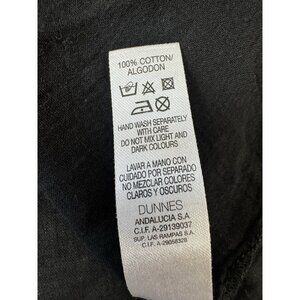 100% COTTON/
ALGODON
HAND WASH SEPARATELY
WITH CARE
DO NOT MIX LIGHT AND
DARK COLOURS
LAVAR A MANO CON
CUIDADO POR SEPARADO
NO MEZCLAR COLORES
CLAROS Y OSCUROS
DUNNES
ANDALUCIA S.A
C.I.F. A-29139037
SUP. LAS RAMPAS S.A.
C.I.F. A-29058328